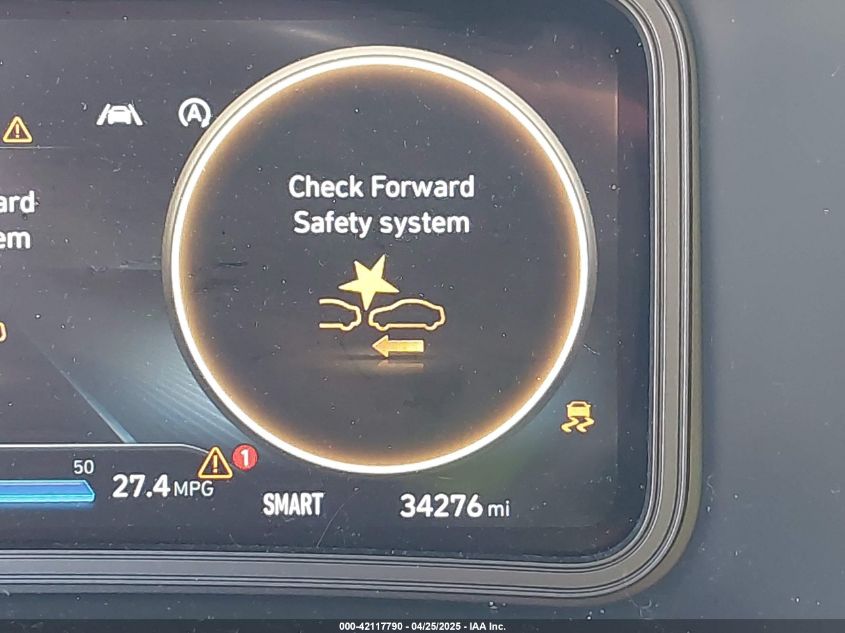 A
ard
em
Check Forward
Safety system
1
50
27.4 MPG
SMART
34276 mi
000-42117790 - 04/25/2025 - IAA Inc.